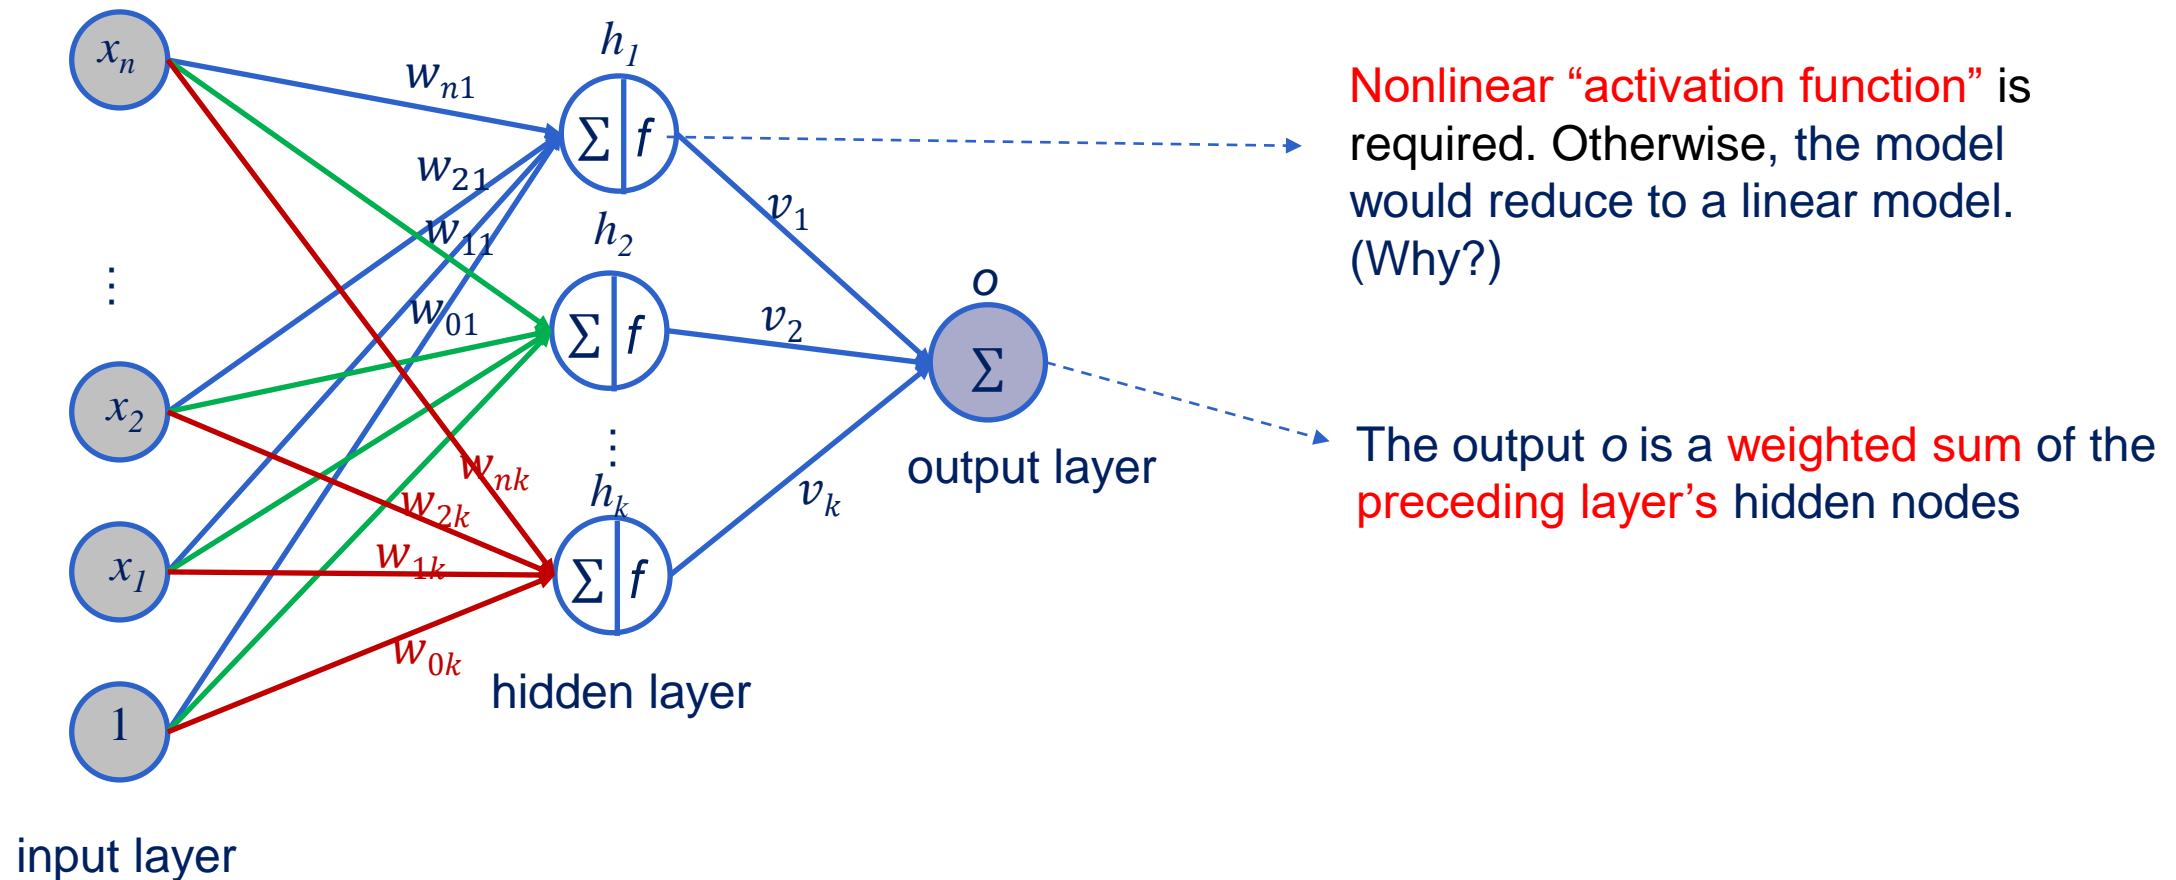 xₙ
⋮
x₂
x₁
1
input layer
wₙ₁
w₂₁
w₁₁
w₀₁
wₙₖ
w₂ₖ
w₁ₖ
w₀ₖ
h₁
∑ f
h₂
∑ f
⋮
hₖ
∑ f
hidden layer
v₁
v₂
vₖ
o
∑
output layer
Nonlinear “activation function” is
required. Otherwise, the model
would reduce to a linear model.
(Why?)
The output o is a weighted sum of the
preceding layer’s hidden nodes